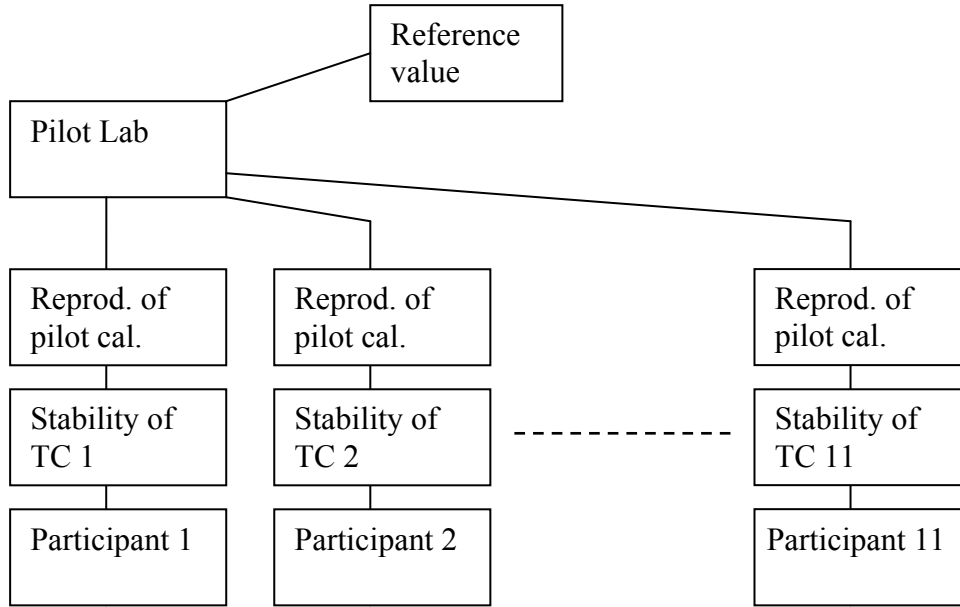 Reference
value
Pilot Lab
Reprod. of
pilot cal.
Reprod. of
pilot cal.
Reprod. of
pilot cal.
Stability of
TC 1
Stability of
TC 2
Stability of
TC 11
Participant 1
Participant 2
Participant 11